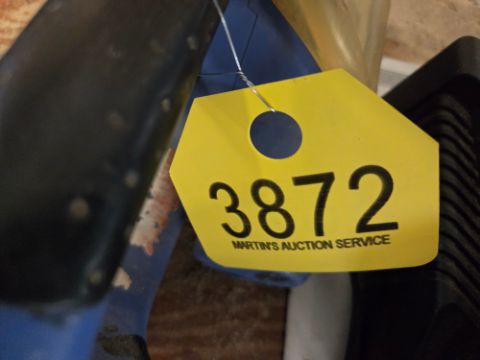 3872
MARTIN'S AUCTION SERVICE